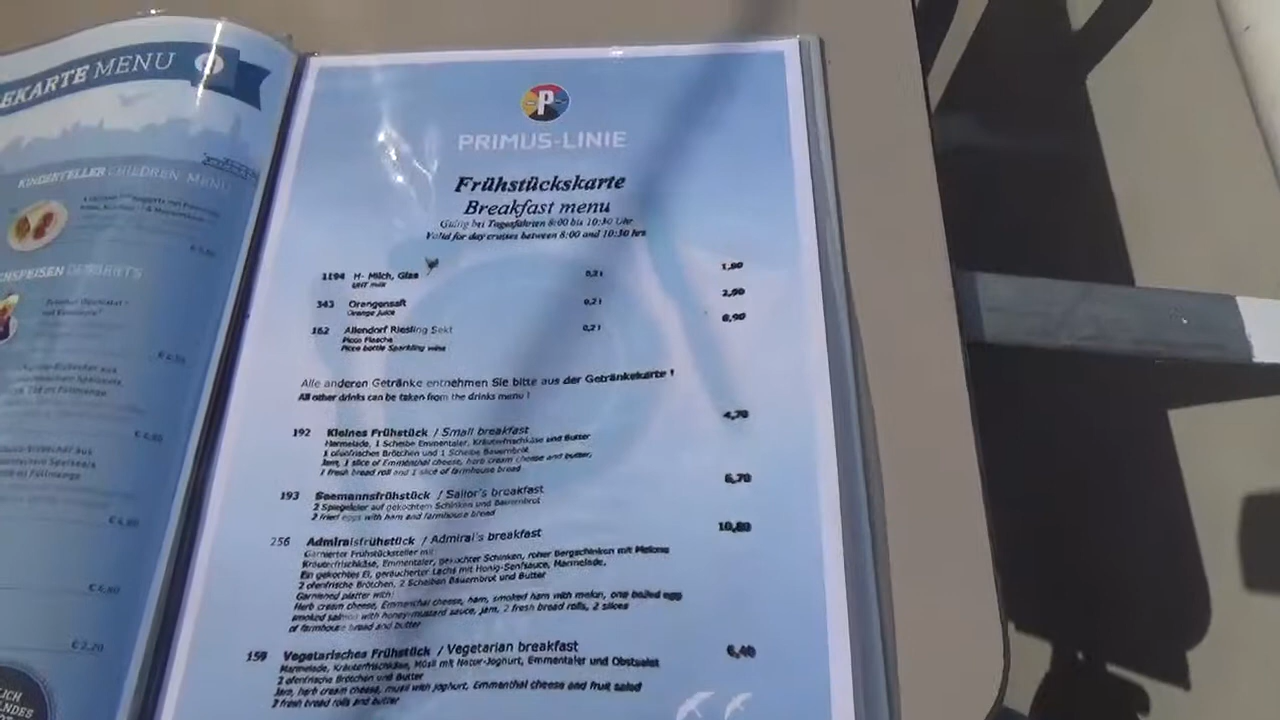 EKARTE MENU
KINDERTELLER CHILDREN MENU
DESSERTS
€ 6,90
€ 2,20
P
PRIMUS-LINIE
Frühstückskarte
Breakfast menu
Gültig bei Tagesfahrten 8:00 bis 10:30 Uhr
Valid for day cruises between 8:00 and 10:30 hrs
1104 H- Milch, Glas 0,2 l 1,80
UHT milk
343 Orangensaft 0,2 l 2,90
Orange juice
162 Allendorf Riesling Sekt 0,2 l 6,90
Picco Flasche
Picco bottle Sparkling wine
Alle anderen Getränke entnehmen Sie bitte aus der Getränkekarte !
All other drinks can be taken from the drinks menu !
192 Kleines Frühstück / Small breakfast 4,70
Marmelade, 1 Scheibe Emmentaler, Kräuterfrischkäse und Butter
1 ofenfrisches Brötchen und 1 Scheibe Bauernbrot
Jam, 1 slice of Emmenthal cheese, herb cream cheese and butter,
1 fresh bread roll and 1 slice of farmhouse bread
193 Seemannsfrühstück / Sailor's breakfast 6,70
2 Spiegeleier auf gekochtem Schinken und Bauernbrot
2 fried eggs with ham and farmhouse bread
256 Admiralsfrühstück / Admiral's breakfast 10,80
Garnierter Frühstücksteller mit:
Kräuterfrischkäse, Emmentaler, gekochter Schinken, roher Bergschinken mit Melone
Ein gekochtes Ei, geräucherter Lachs mit Honig-Senfsauce, Marmelade,
2 ofenfrische Brötchen, 2 Scheiben Bauernbrot und Butter
Garniened platter with:
Herb cream cheese, Emmenthal cheese, ham, smoked ham with melon, one boiled egg
smoked salmon with honey-mustard sauce, jam, 2 fresh bread rolls, 2 slices
of farmhouse bread and butter
159 Vegetarisches Frühstück / Vegetarian breakfast 6,40
Marmelade, Kräuterfrischkäse, Müsli mit Natur-Joghurt, Emmentaler und Obstsalat
2 ofenfrische Brötchen und Butter
Jam, herb cream cheese, musli with joghurt, Emmenthal cheese and fruit salad
2 fresh bread rolls and butter